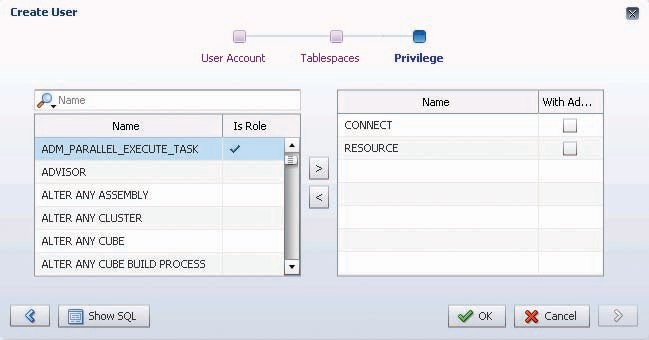 Create User
User Account Tablespaces Privilege
Name
Name Is Role
ADM_PARALLEL_EXECUTE_TASK
ADVISOR
ALTER ANY ASSEMBLY
ALTER ANY CLUSTER
ALTER ANY CUBE
ALTER ANY CUBE BUILD PROCESS
>
<
Name With Ad...
CONNECT
RESOURCE
Show SQL OK Cancel